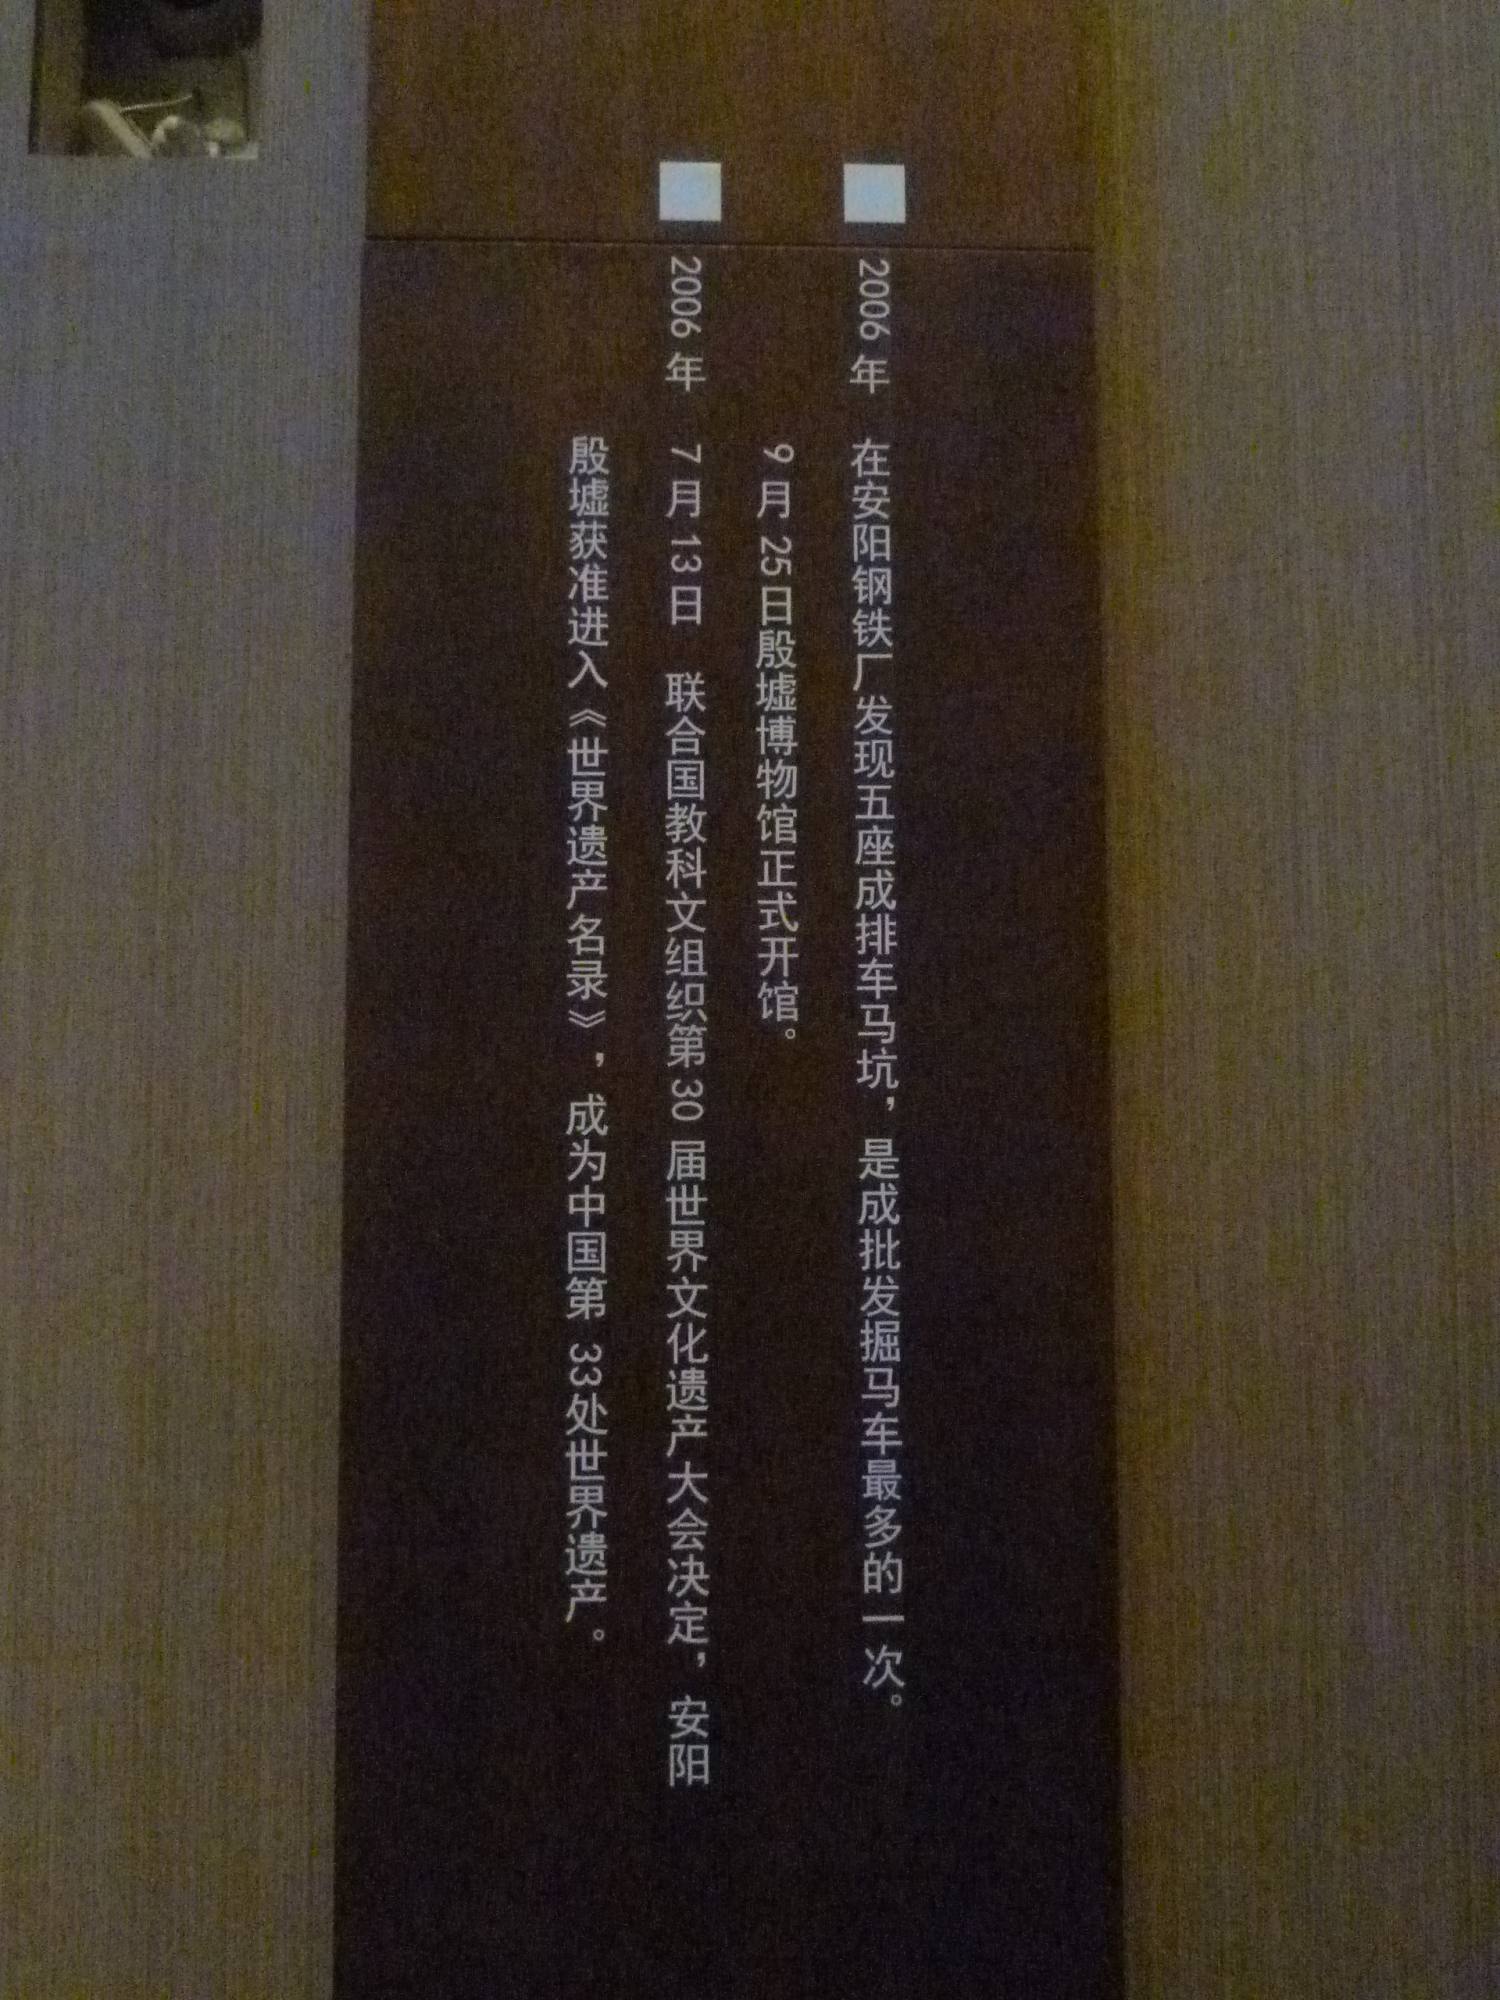 2006 年 在安阳钢铁厂发现五座成排车马坑，是成批发掘马车最多的一次。
9 月 25日殷墟博物馆正式开馆。
2006 年 7 月 13 日 联合国教科文组织第 30 届世界文化遗产大会决定，安阳
殷墟获准进入《世界遗产名录》，成为中国第 33处世界遗产。